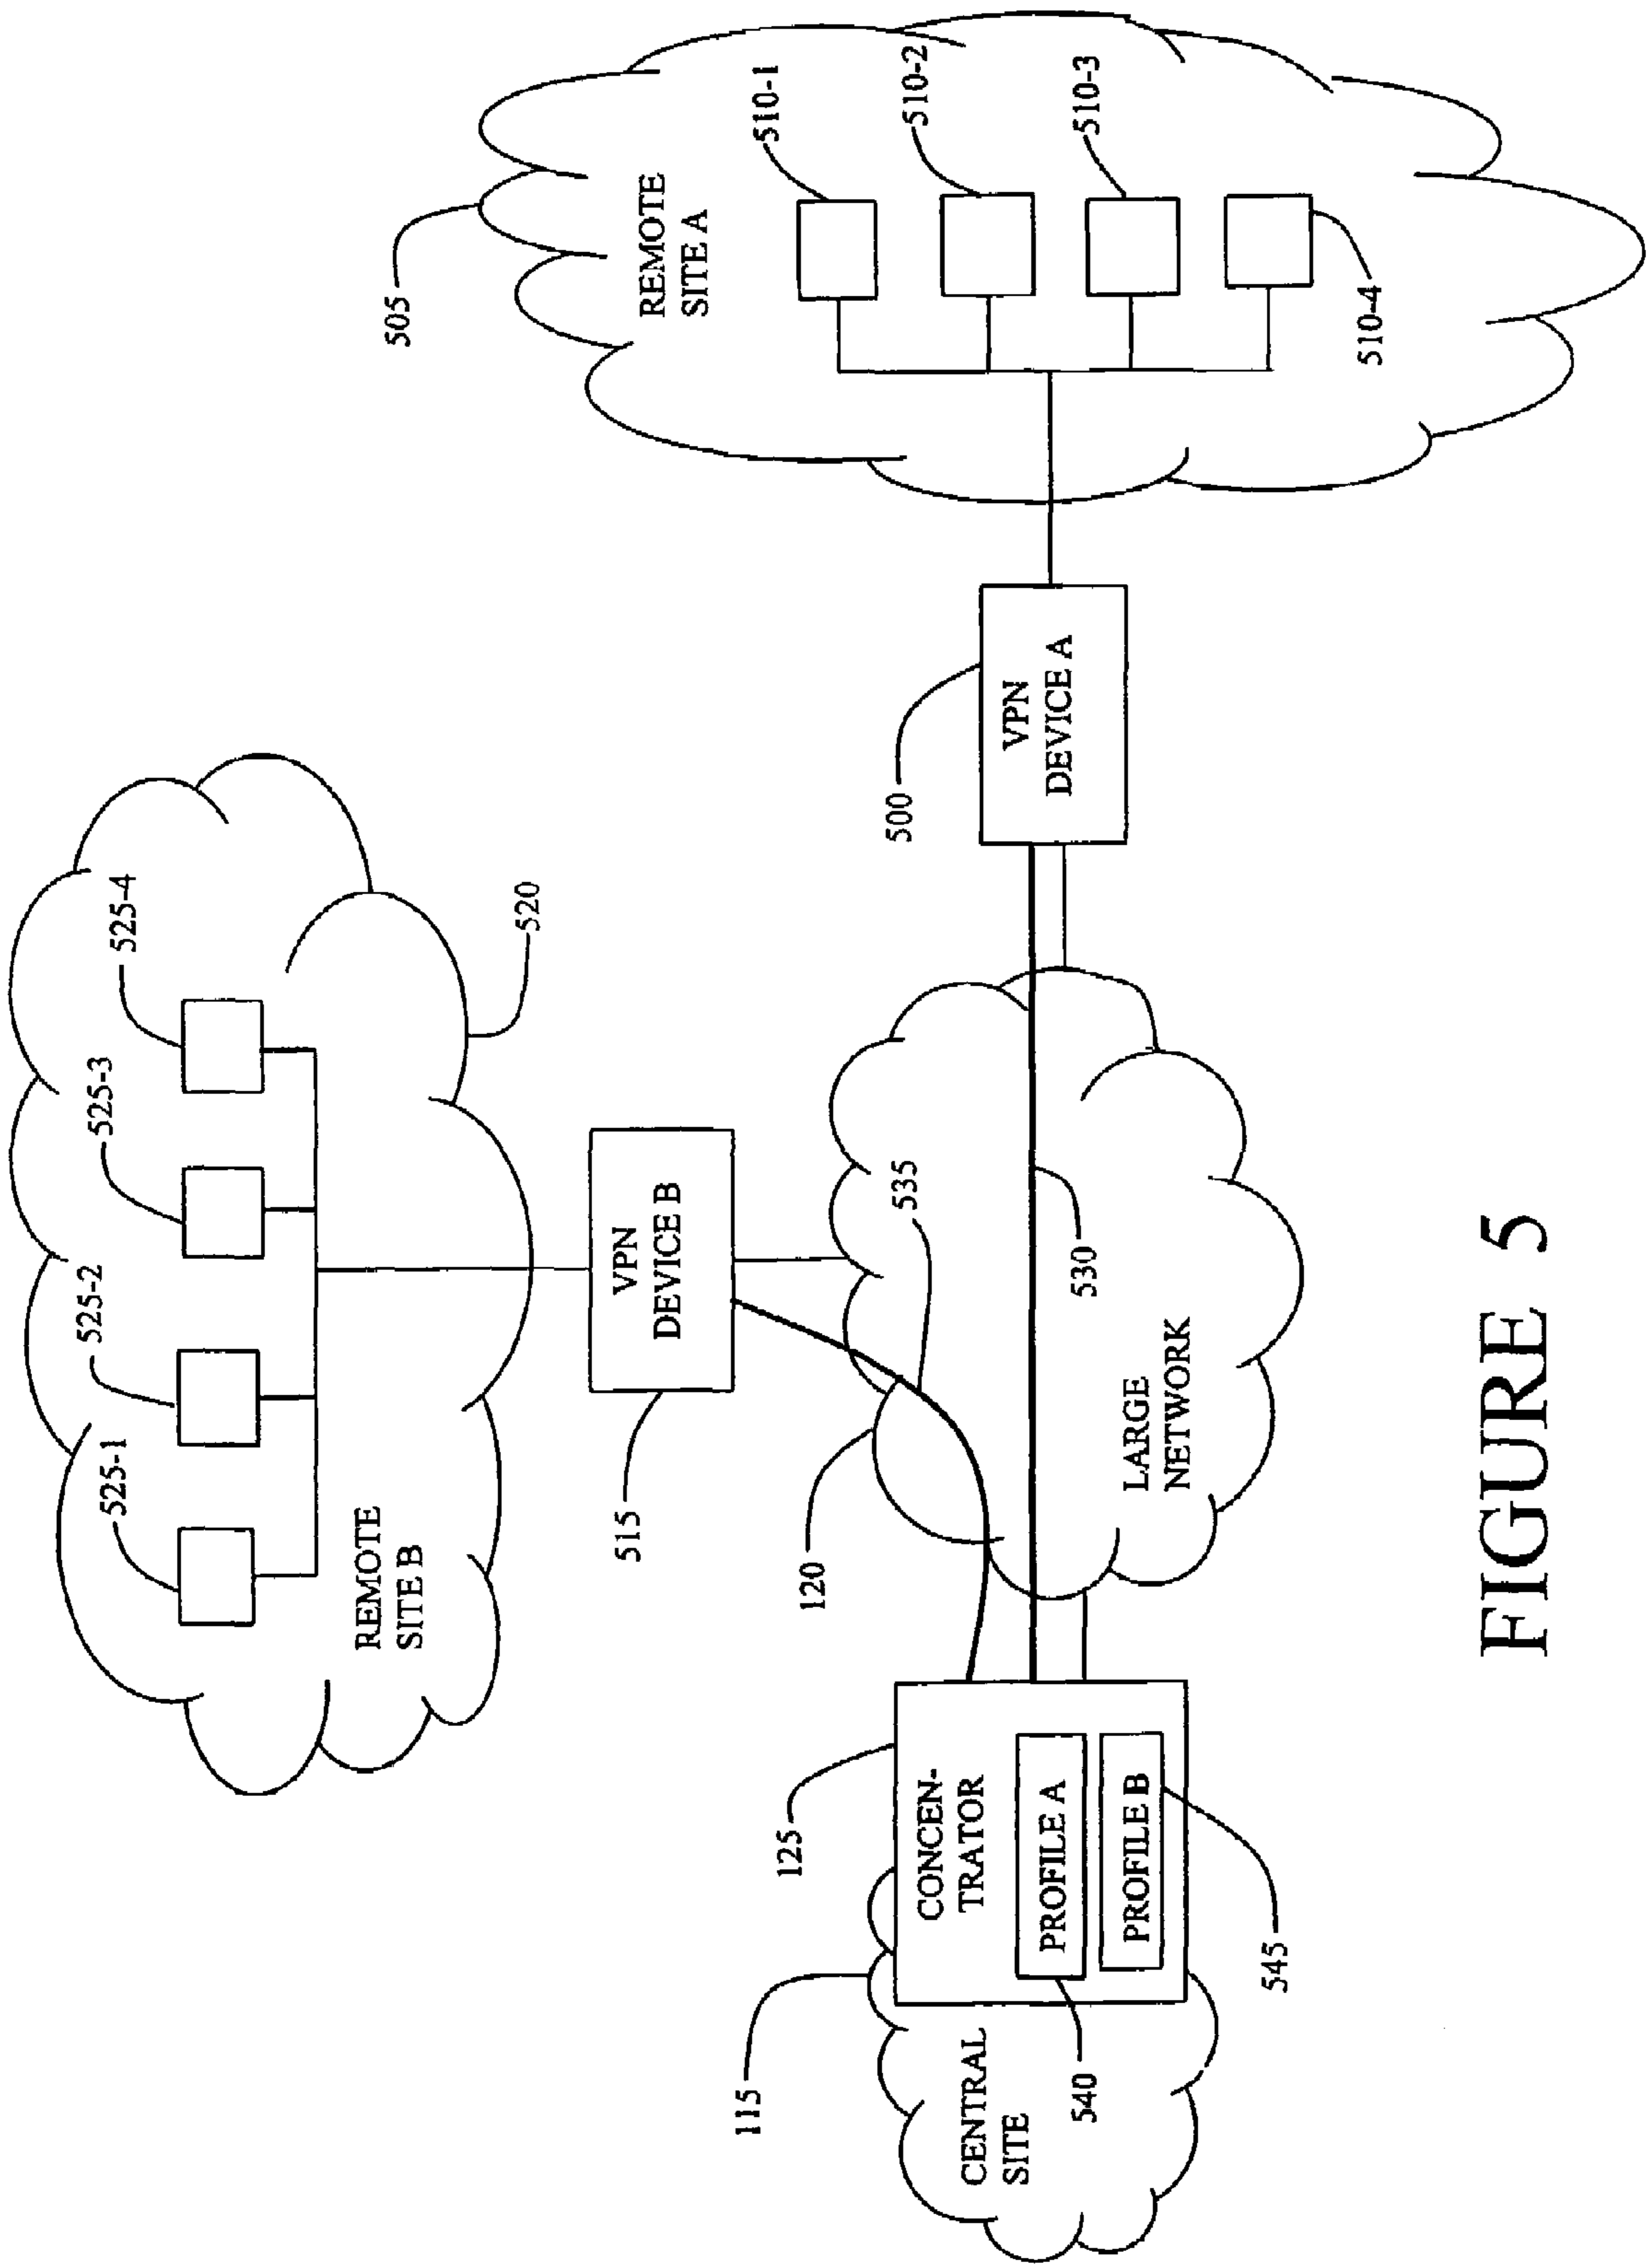 525-1
525-2
525-3
525-4
REMOTE
SITE B
520
505
REMOTE
SITE A
510-1
510-2
510-3
510-4
VPN
DEVICE B
515
500
VPN
DEVICE A
120
535
530
LARGE
NETWORK
115
125
CONCEN-
TRATOR
PROFILE A
PROFILE B
CENTRAL
SITE
540
545
FIGURE 5